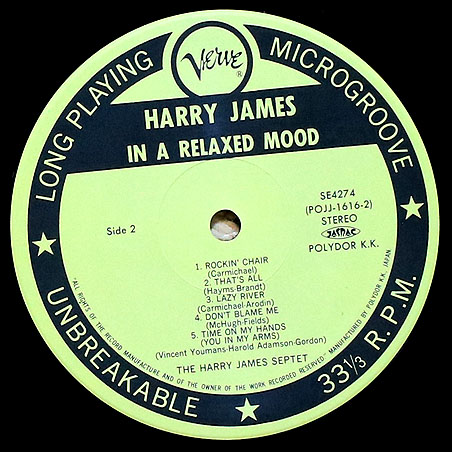 LONG PLAYING
Verve
®
MICROGROOVE
HARRY JAMES
IN A RELAXED MOOD
Side 2
SE4274
(POJJ-1616-2)
STEREO
JASRAC
POLYDOR K.K.
1. ROCKIN' CHAIR
(Carmichael)
2. THAT'S ALL
(Hayms-Brandt)
3. LAZY RIVER
(Carmichael-Arodin)
4. DON'T BLAME ME
(McHugh-Fields)
5. TIME ON MY HANDS
(YOU IN MY ARMS)
(Vincent Youmans-Harold Adamson-Gordon)
THE HARRY JAMES SEPTET
"ALL RIGHTS OF THE RECORD MANUFACTURE AND OF THE OWNER OF THE WORK RECORDED RESERVED" MANUFACTURED BY POLYDOR K.K. JAPAN
UNBREAKABLE
33 1/3 R.P.M.